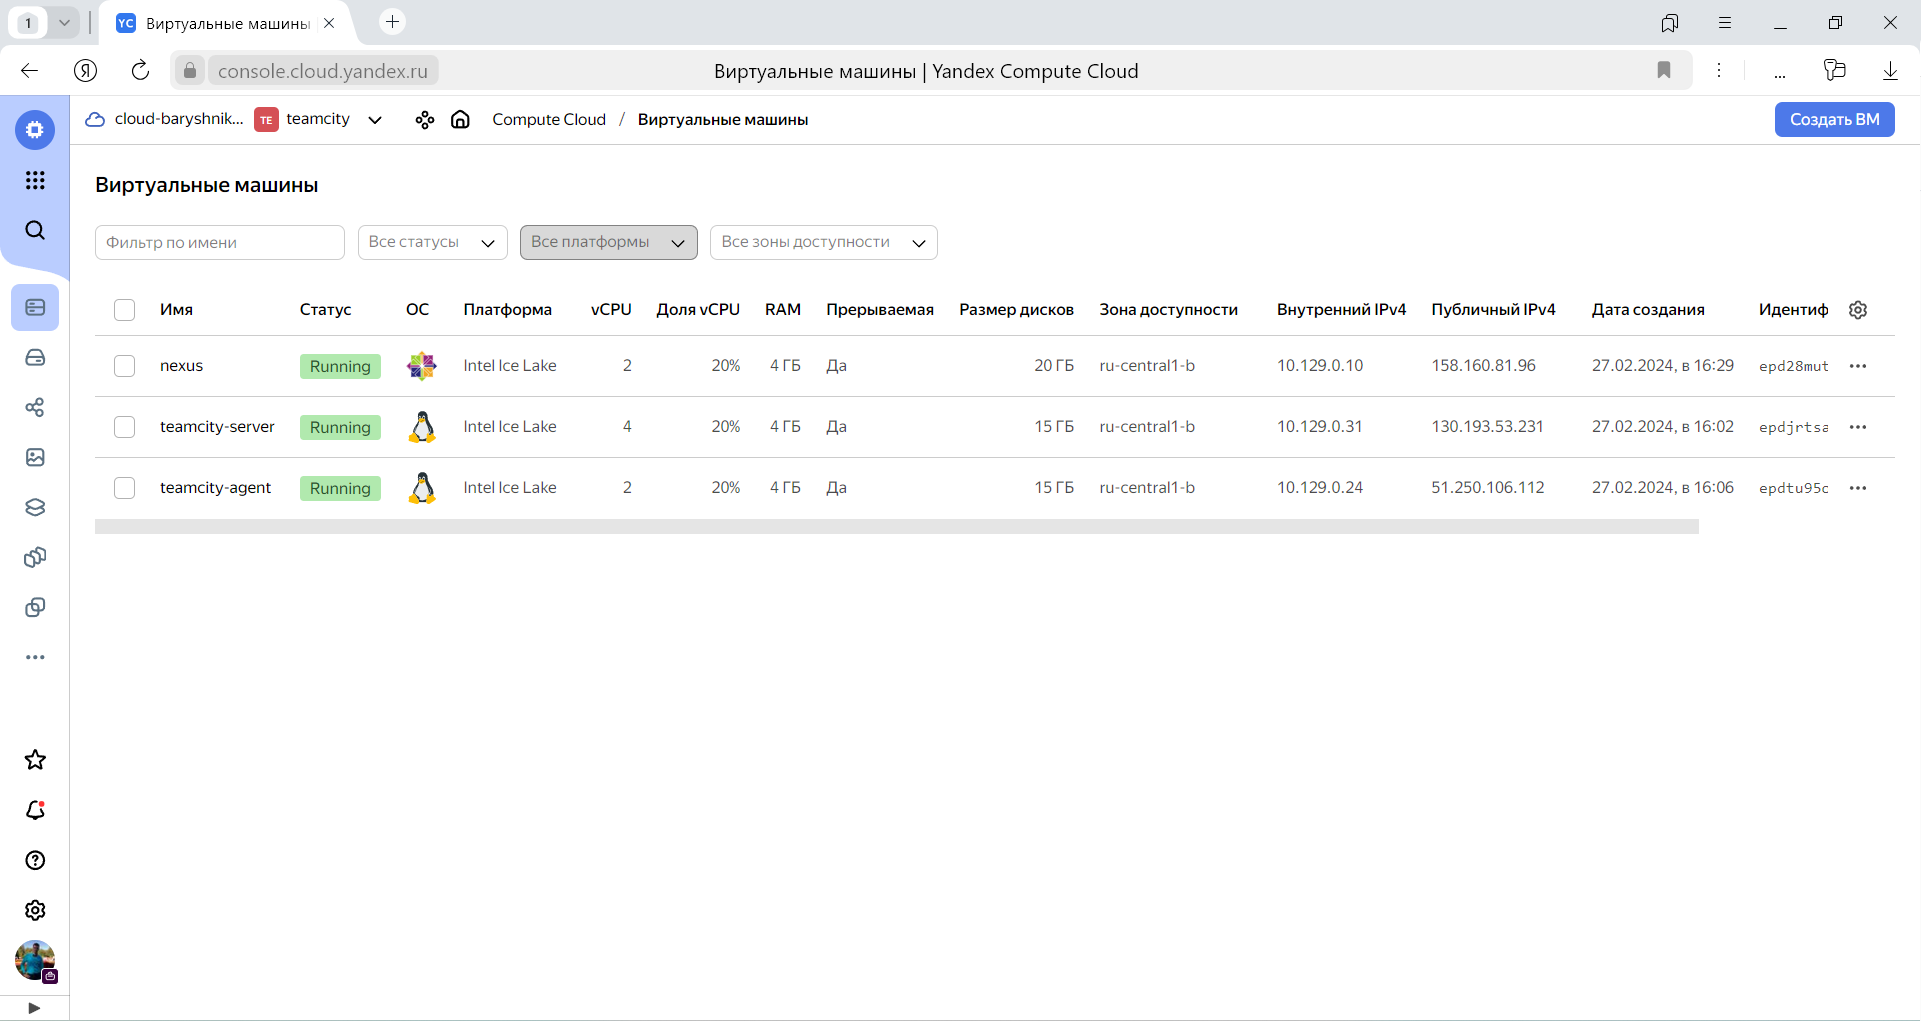 1
YC Виртуальные машины
console.cloud.yandex.ru
Виртуальные машины | Yandex Compute Cloud
cloud-baryshnik... TE teamcity Compute Cloud / Виртуальные машины Создать ВМ
Виртуальные машины
Фильтр по имени Все статусы Все платформы Все зоны доступности
Имя Статус ОС Платформа vCPU Доля vCPU RAM Прерываемая Размер дисков Зона доступности Внутренний IPv4 Публичный IPv4 Дата создания Идентиф
nexus Running Intel Ice Lake 2 20% 4 ГБ Да 20 ГБ ru-central1-b 10.129.0.10 158.160.81.96 27.02.2024, в 16:29 epd28mut
teamcity-server Running Intel Ice Lake 4 20% 4 ГБ Да 15 ГБ ru-central1-b 10.129.0.31 130.193.53.231 27.02.2024, в 16:02 epdjrtsa
teamcity-agent Running Intel Ice Lake 2 20% 4 ГБ Да 15 ГБ ru-central1-b 10.129.0.24 51.250.106.112 27.02.2024, в 16:06 epdtu95c